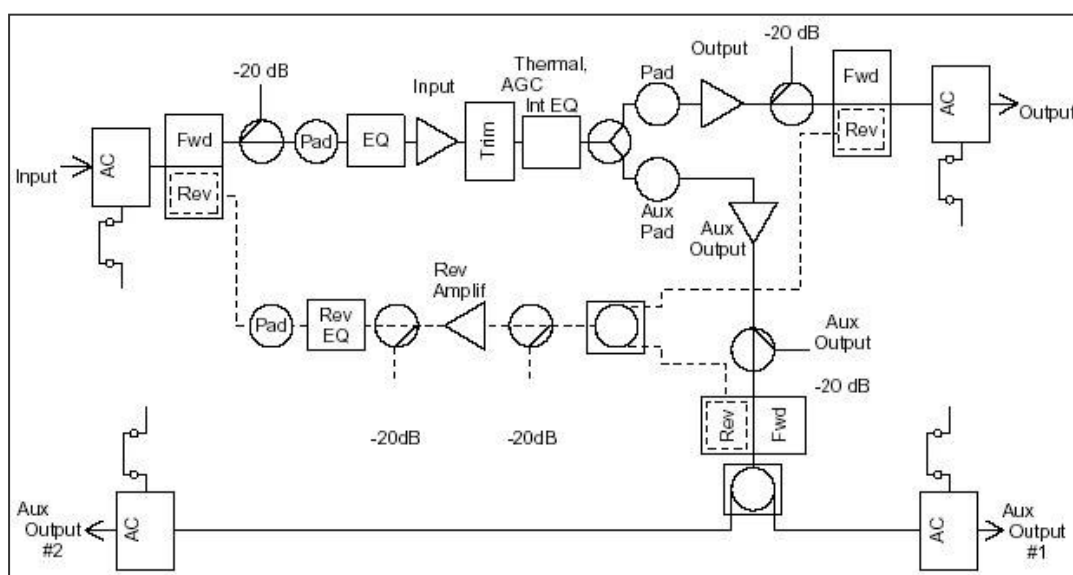 -20 dB
Input
Thermal,
AGC
Int EQ
Pad
Output
-20 dB
Fwd
Rev
AC
Output
Input
AC
Fwd
Rev
Pad
EQ
Trim
Aux
Pad
Aux
Output
Rev
Amplif
Pad
Rev
EQ
-20dB
-20dB
Aux
Output
-20 dB
Rev
Fwd
Aux
Output
#2
AC
AC
Aux
Output
#1